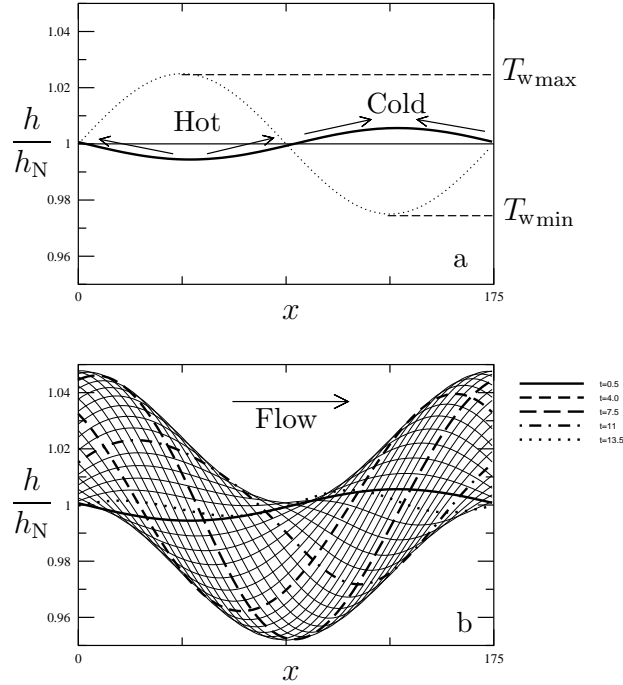 1.04
1.02
1
0.98
0.96
h
h_N
Hot
Cold
T_wmax
T_wmin
a
0
175
x
1.04
1.02
1
0.98
0.96
h
h_N
Flow
t=0.5
t=4.0
t=7.5
t=11
t=13.5
b
0
175
x